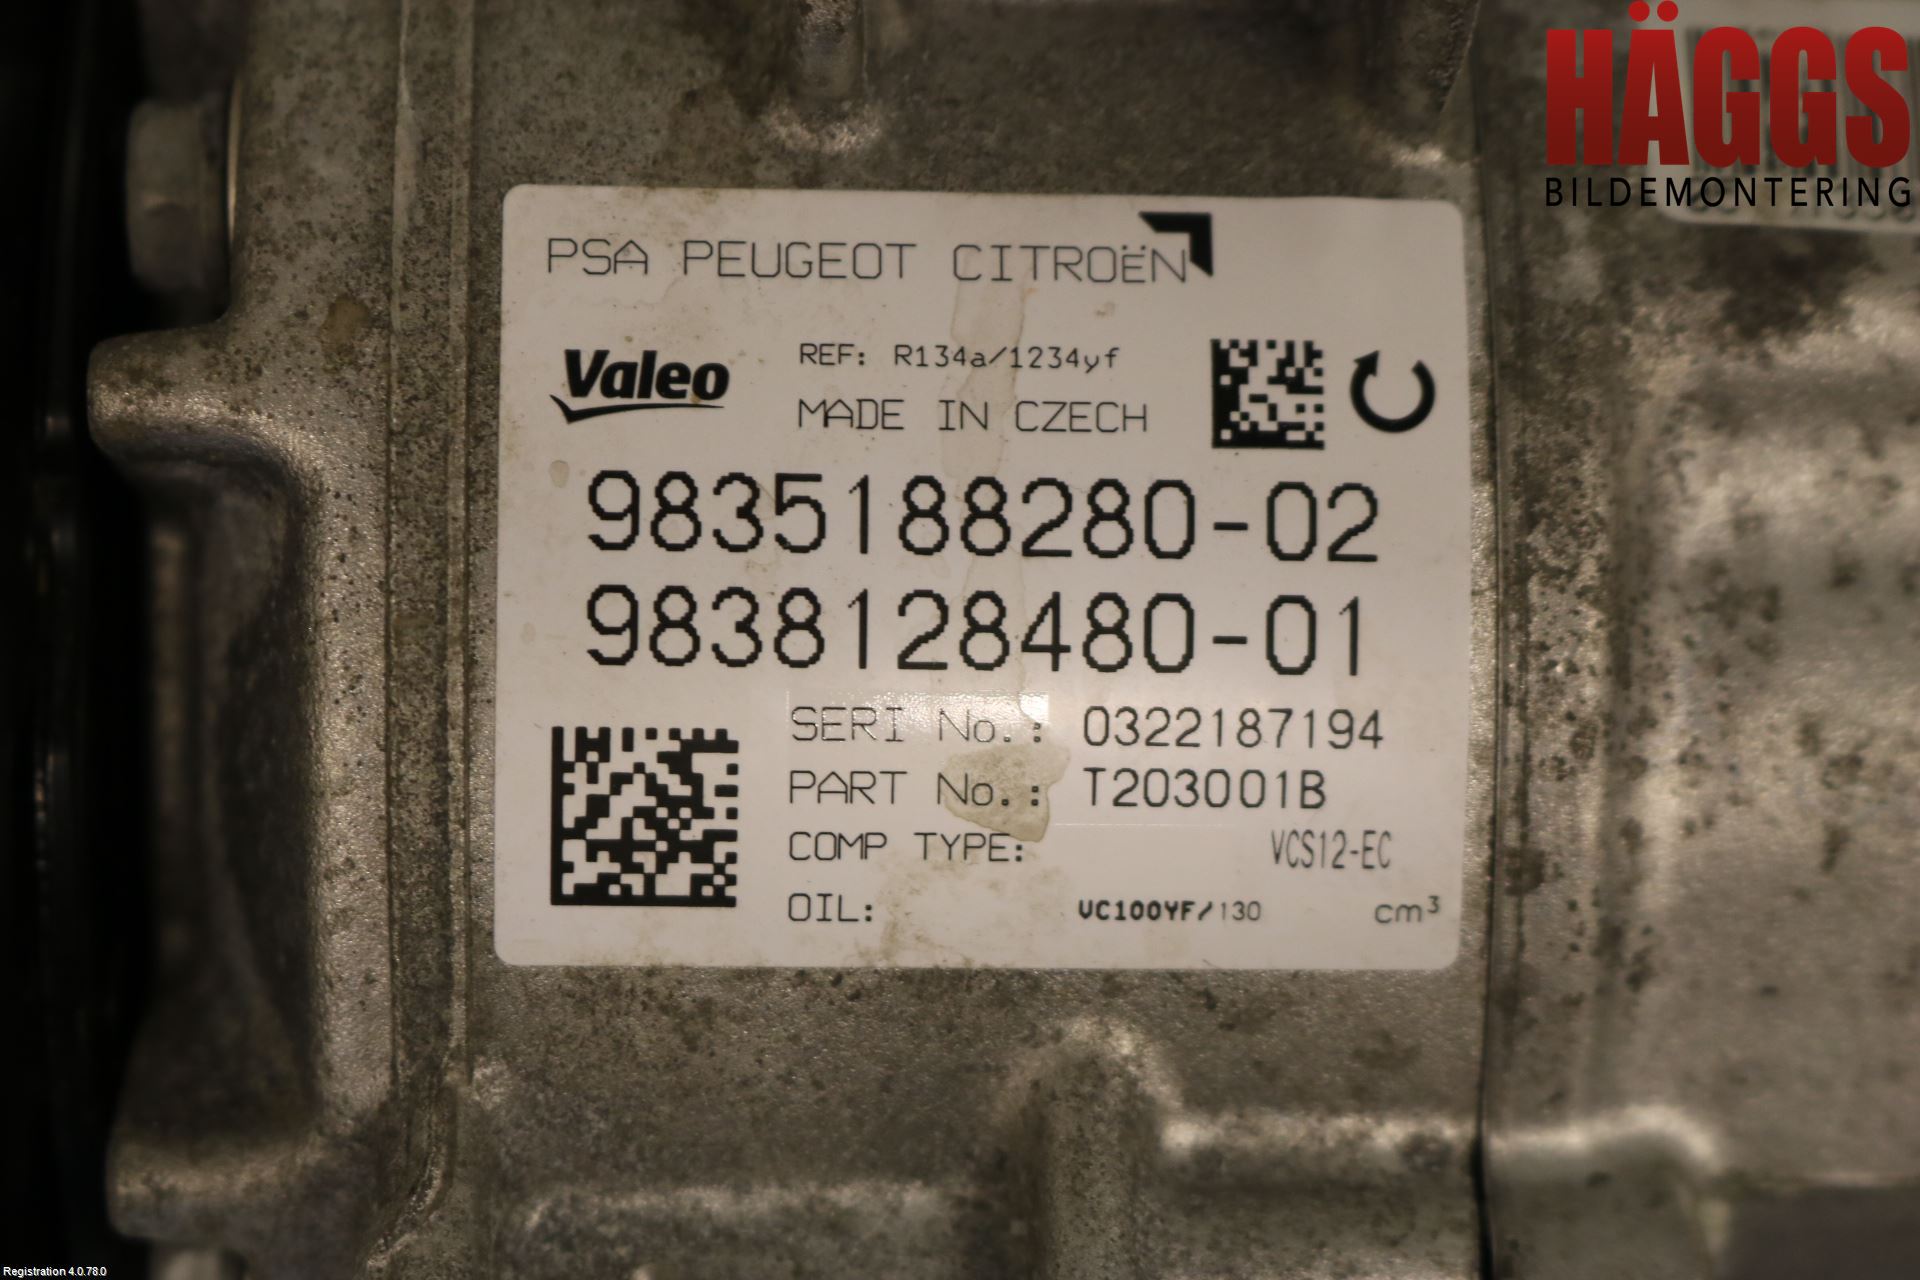 HÄGGS
BILDEMONTERING
PSA PEUGEOT CITROËN
Valeo
REF: R134a/1234yf
MADE IN CZECH
9835188280-02
9838128480-01
SERI No.: 0322187194
PART No.: T203001B
COMP TYPE: VCS12-EC
OIL: VC100YF/130 cm³
Registration 4.0.78.0